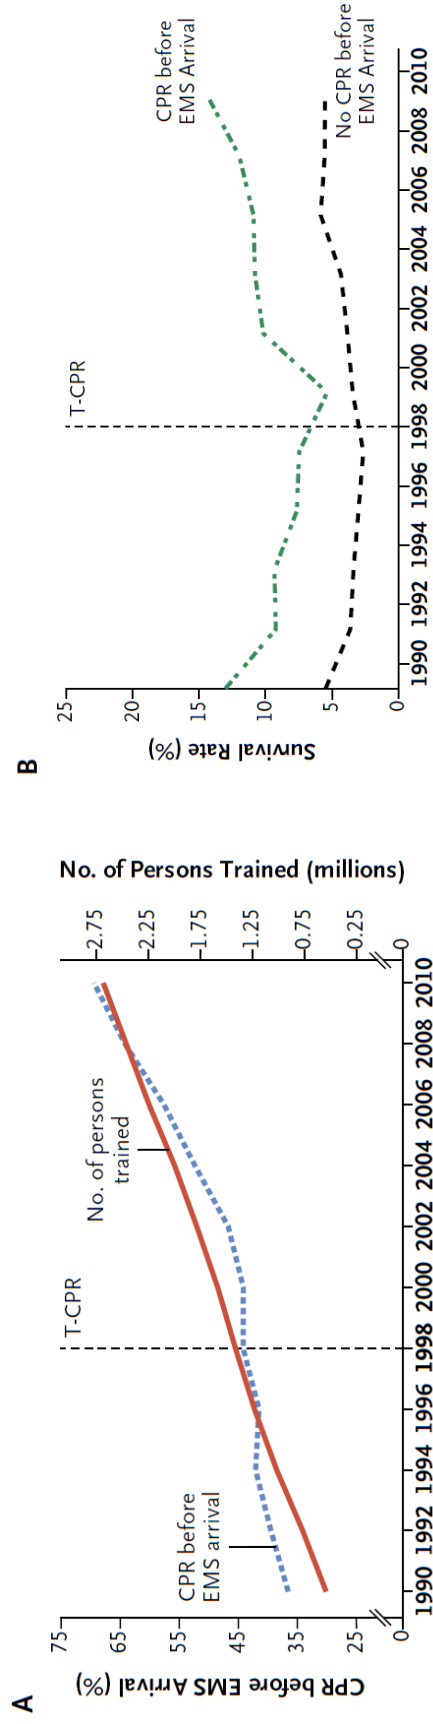 A
CPR before EMS Arrival (%)
75
65
55
45
35
25
0
T-CPR
CPR before
EMS arrival
No. of persons
trained
No. of Persons Trained (millions)
2.75
2.25
1.75
1.25
0.75
0.25
0
1990 1992 1994 1996 1998 2000 2002 2004 2006 2008 2010
B
Survival Rate (%)
25
20
15
10
5
0
T-CPR
CPR before
EMS Arrival
No CPR before
EMS Arrival
1990 1992 1994 1996 1998 2000 2002 2004 2006 2008 2010